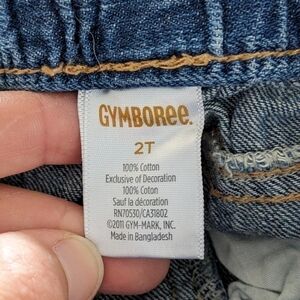 GYMBOREE.
2T
100% Cotton
Exclusive of Decoration
100% Coton
Sauf la décoration
RN70530/CA31802
©2011 GYM-MARK, INC.
Made in Bangladesh